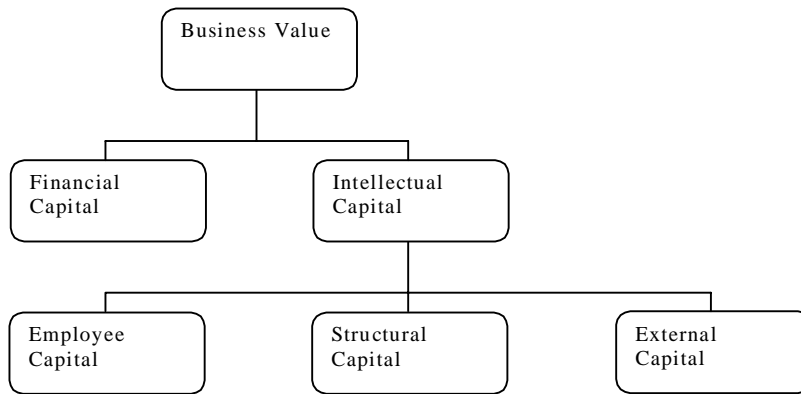 Business Value
Financial
Capital
Intellectual
Capital
Employee
Capital
Structural
Capital
External
Capital